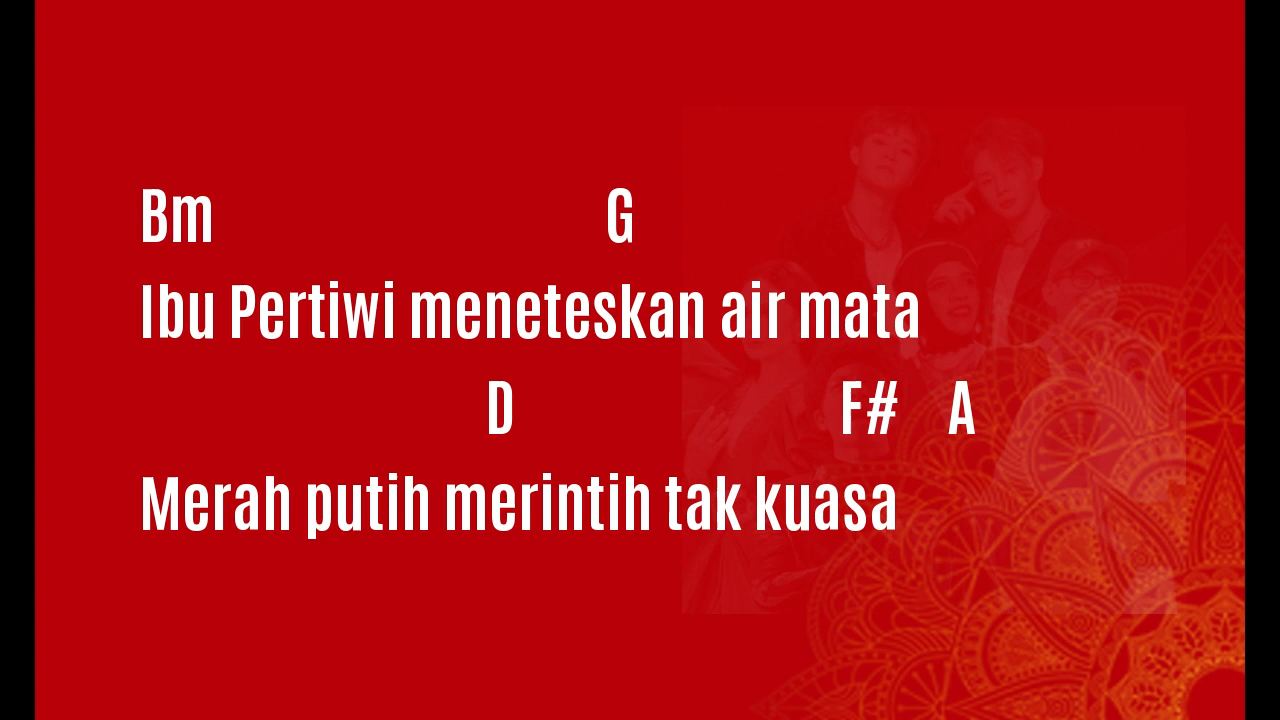 Bm G
Ibu Pertiwi meneteskan air mata
D F# A
Merah putih merintih tak kuasa